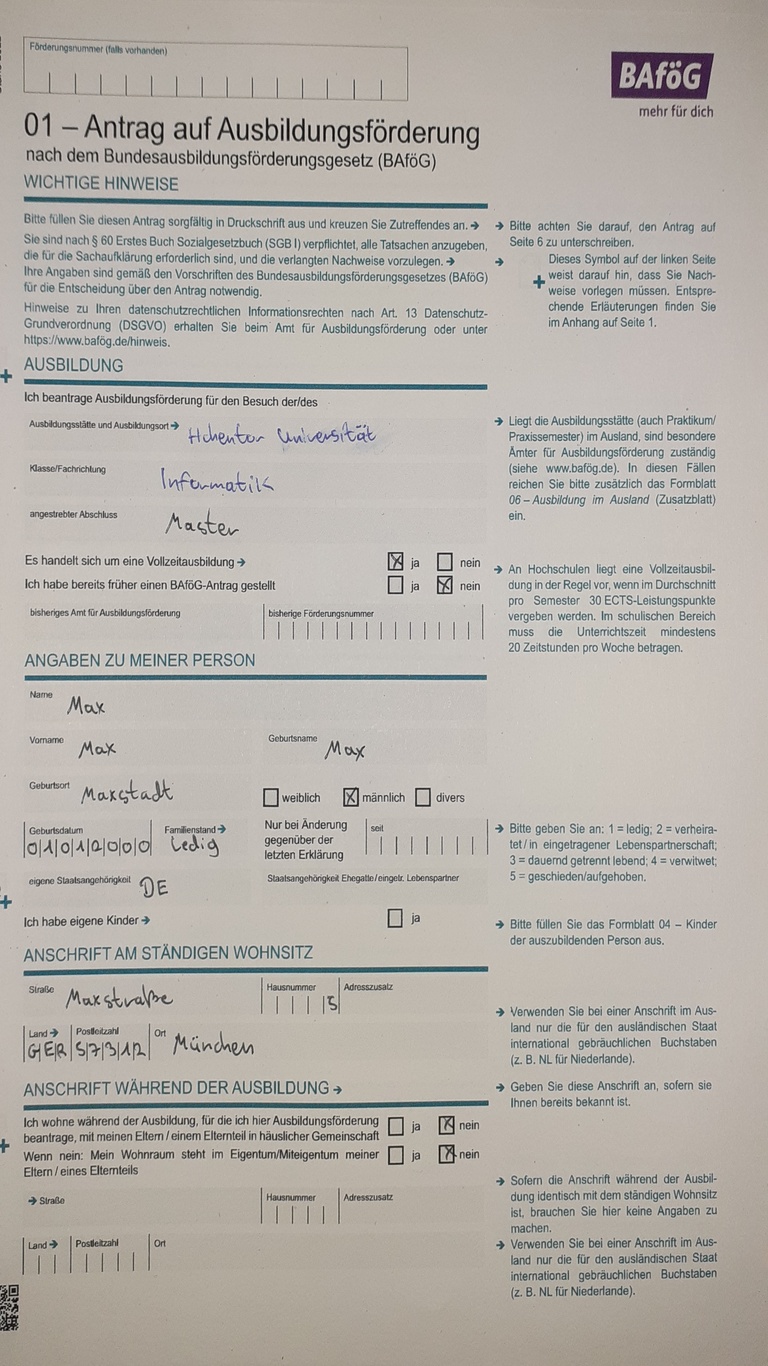 Förderungsnummer (falls vorhanden)
BAföG
mehr für dich
01 – Antrag auf Ausbildungsförderung
nach dem Bundesausbildungsförderungsgesetz (BAföG)
WICHTIGE HINWEISE
Bitte füllen Sie diesen Antrag sorgfältig in Druckschrift aus und kreuzen Sie Zutreffendes an. →
Sie sind nach § 60 Erstes Buch Sozialgesetzbuch (SGB I) verpflichtet, alle Tatsachen anzugeben,
die für die Sachaufklärung erforderlich sind, und die verlangten Nachweise vorzulegen. →
Ihre Angaben sind gemäß den Vorschriften des Bundesausbildungsförderungsgesetzes (BAföG)
für die Entscheidung über den Antrag notwendig.
Hinweise zu Ihren datenschutzrechtlichen Informationsrechten nach Art. 13 Datenschutz-
Grundverordnung (DSGVO) erhalten Sie beim Amt für Ausbildungsförderung oder unter
https://www.bafög.de/hinweis.
→ Bitte achten Sie darauf, den Antrag auf
Seite 6 zu unterschreiben.
→ Dieses Symbol auf der linken Seite
+ weist darauf hin, dass Sie Nach-
weise vorlegen müssen. Entspre-
chende Erläuterungen finden Sie
im Anhang auf Seite 1.
+ AUSBILDUNG
Ich beantrage Ausbildungsförderung für den Besuch der/des
Ausbildungsstätte und Ausbildungsort → Hohentor Universität
Klasse/Fachrichtung Informatik
angestrebter Abschluss Master
Es handelt sich um eine Vollzeitausbildung → ☒ ja ☐ nein
Ich habe bereits früher einen BAföG-Antrag gestellt ☐ ja ☒ nein
bisheriges Amt für Ausbildungsförderung bisherige Förderungsnummer
→ Liegt die Ausbildungsstätte (auch Praktikum/
Praxissemester) im Ausland, sind besondere
Ämter für Ausbildungsförderung zuständig
(siehe www.bafög.de). In diesen Fällen
reichen Sie bitte zusätzlich das Formblatt
06 – Ausbildung im Ausland (Zusatzblatt)
ein.
→ An Hochschulen liegt eine Vollzeitausbil-
dung in der Regel vor, wenn im Durchschnitt
pro Semester 30 ECTS-Leistungspunkte
vergeben werden. Im schulischen Bereich
muss die Unterrichtszeit mindestens
20 Zeitstunden pro Woche betragen.
ANGABEN ZU MEINER PERSON
Name Max
Vorname Max Geburtsname Max
Geburtsort Maxstadt ☐ weiblich ☒ männlich ☐ divers
Geburtsdatum 01012000 Familienstand → Ledig
Nur bei Änderung
gegenüber der
letzten Erklärung
seit
eigene Staatsangehörigkeit DE Staatsangehörigkeit Ehegatte/eingetr. Lebenspartner
+
Ich habe eigene Kinder → ☐ ja
→ Bitte geben Sie an: 1 = ledig; 2 = verheira-
tet/in eingetragener Lebenspartnerschaft;
3 = dauernd getrennt lebend; 4 = verwitwet;
5 = geschieden/aufgehoben.
→ Bitte füllen Sie das Formblatt 04 – Kinder
der auszubildenden Person aus.
ANSCHRIFT AM STÄNDIGEN WOHNSITZ
Straße Maxstraße Hausnummer 5 Adresszusatz
Land → GER Postleitzahl 57312 Ort München
→ Verwenden Sie bei einer Anschrift im Aus-
land nur die für den ausländischen Staat
international gebräuchlichen Buchstaben
(z. B. NL für Niederlande).
ANSCHRIFT WÄHREND DER AUSBILDUNG →
→ Geben Sie diese Anschrift an, sofern sie
Ihnen bereits bekannt ist.
Ich wohne während der Ausbildung, für die ich hier Ausbildungsförderung
beantrage, mit meinen Eltern / einem Elternteil in häuslicher Gemeinschaft ☐ ja ☒ nein
+ Wenn nein: Mein Wohnraum steht im Eigentum/Miteigentum meiner
Eltern / eines Elternteils ☐ ja ☒ nein
→ Straße Hausnummer Adresszusatz
Land → Postleitzahl Ort
→ Sofern die Anschrift während der Ausbil-
dung identisch mit dem ständigen Wohnsitz
ist, brauchen Sie hier keine Angaben zu
machen.
→ Verwenden Sie bei einer Anschrift im Aus-
land nur die für den ausländischen Staat
international gebräuchlichen Buchstaben
(z. B. NL für Niederlande).